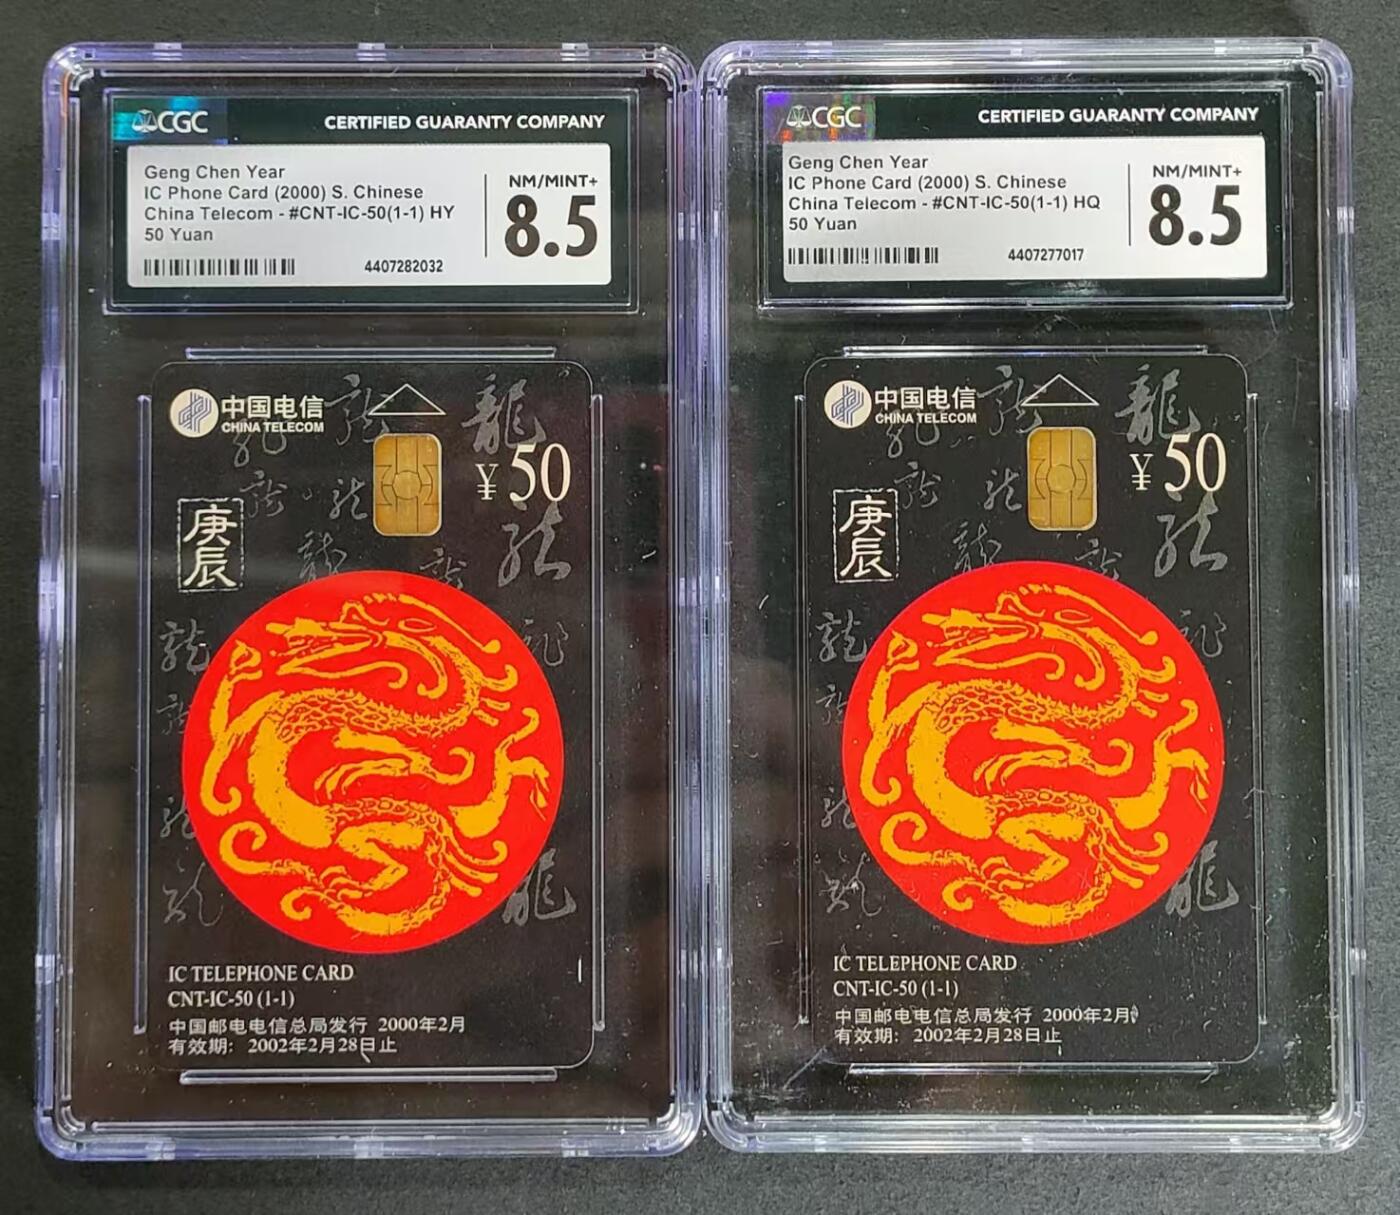 CGC
CERTIFIED GUARANTY COMPANY
Geng Chen Year
IC Phone Card (2000) S. Chinese
China Telecom - #CNT-IC-50(1-1) HY
50 Yuan
NM/MINT+
8.5
4407282032
中国电信
CHINA TELECOM
龍
¥50
庚辰
IC TELEPHONE CARD
CNT-IC-50 (1-1)
中国邮电电信总局发行 2000年2月
有效期: 2002年2月28日止
CGC
CERTIFIED GUARANTY COMPANY
Geng Chen Year
IC Phone Card (2000) S. Chinese
China Telecom - #CNT-IC-50(1-1) HQ
50 Yuan
NM/MINT+
8.5
4407277017
中国电信
CHINA TELECOM
龍
¥50
庚辰
IC TELEPHONE CARD
CNT-IC-50 (1-1)
中国邮电电信总局发行 2000年2月
有效期: 2002年2月28日止